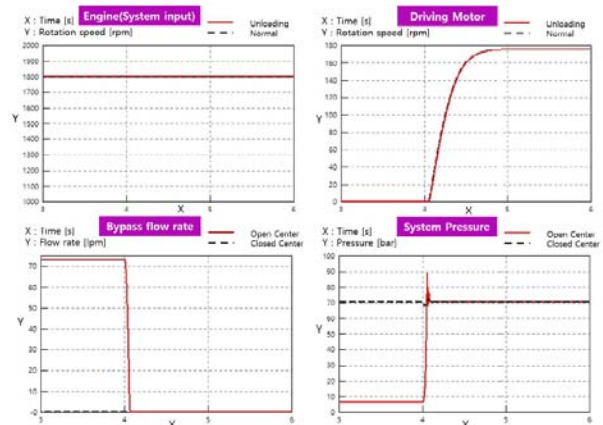 Engine(System input)
X : Time [s]
Y : Rotation speed [rpm]
Unloading
Normal
2000
1900
1800
1700
1600
1500
1400
1300
1200
1100
1000
Y
3 4 5 6
X
Driving Motor
X : Time [s]
Y : Rotation speed [rpm]
Unloading
Normal
180
160
140
120
100
80
60
40
20
0
Y
3 4 5 6
X
Bypass flow rate
X : Time [s]
Y : Flow rate [lpm]
Open Center
Closed Center
70
60
50
40
30
20
10
-0
Y
3 4 5 6
X
System Pressure
X : Time [s]
Y : Pressure [bar]
Open Center
Closed Center
100
90
80
70
60
50
40
30
20
10
0
Y
3 4 5 6
X